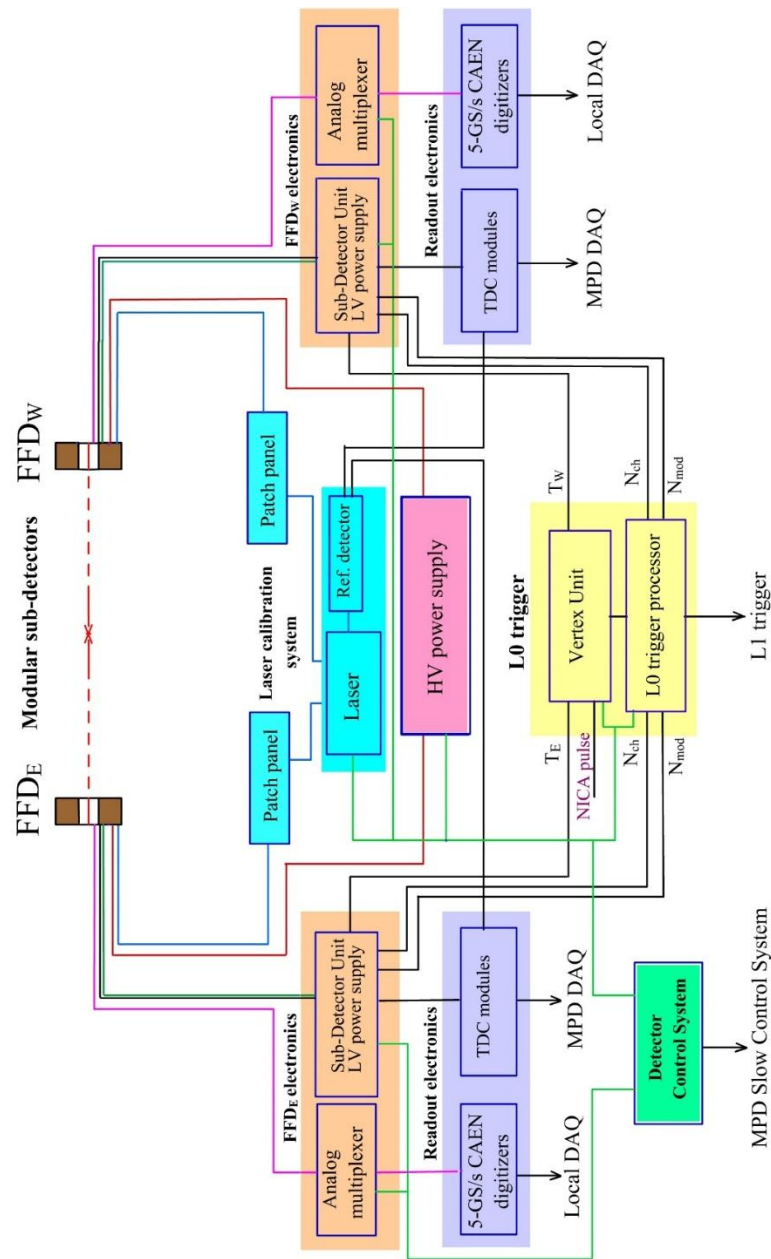 Modular sub-detectors
FFDE
FFDW
Patch panel
Patch panel
Laser calibration
system
Laser
Ref. detector
HV power supply
FFDE electronics
Analog
multiplexer
Sub-Detector Unit
LV power supply
FFDW electronics
Sub-Detector Unit
LV power supply
Analog
multiplexer
Readout electronics
5-GS/s CAEN
digitizers
TDC modules
Readout electronics
TDC modules
5-GS/s CAEN
digitizers
Local DAQ
MPD DAQ
MPD DAQ
Local DAQ
L0 trigger
TE
NICA pulse
Vertex Unit
TW
Nch
Nmod
L0 trigger processor
Nch
Nmod
L1 trigger
Detector
Control System
MPD Slow Control System